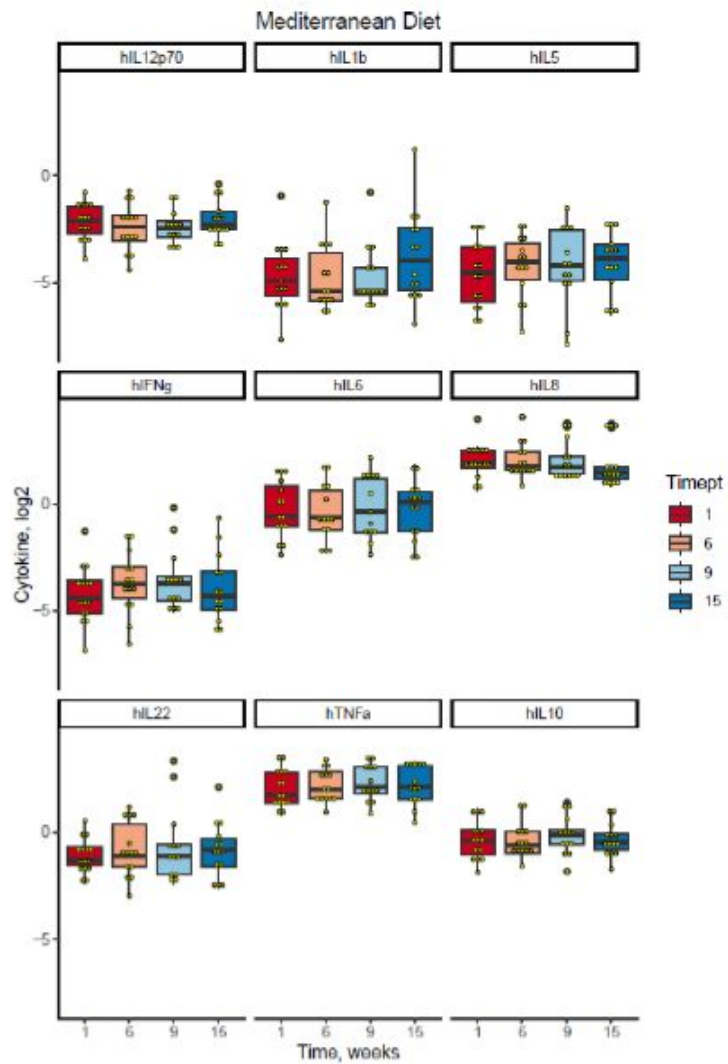 Mediterranean Diet
hIL12p70 hIL1b hIL5
0
−5
hIFNg hIL6 hIL8
0
−5
Cytokine, log2
Timept
1
6
9
15
hIL22 hTNFa hIL10
0
−5
1 6 9 15 1 6 9 15 1 6 9 15
Time, weeks